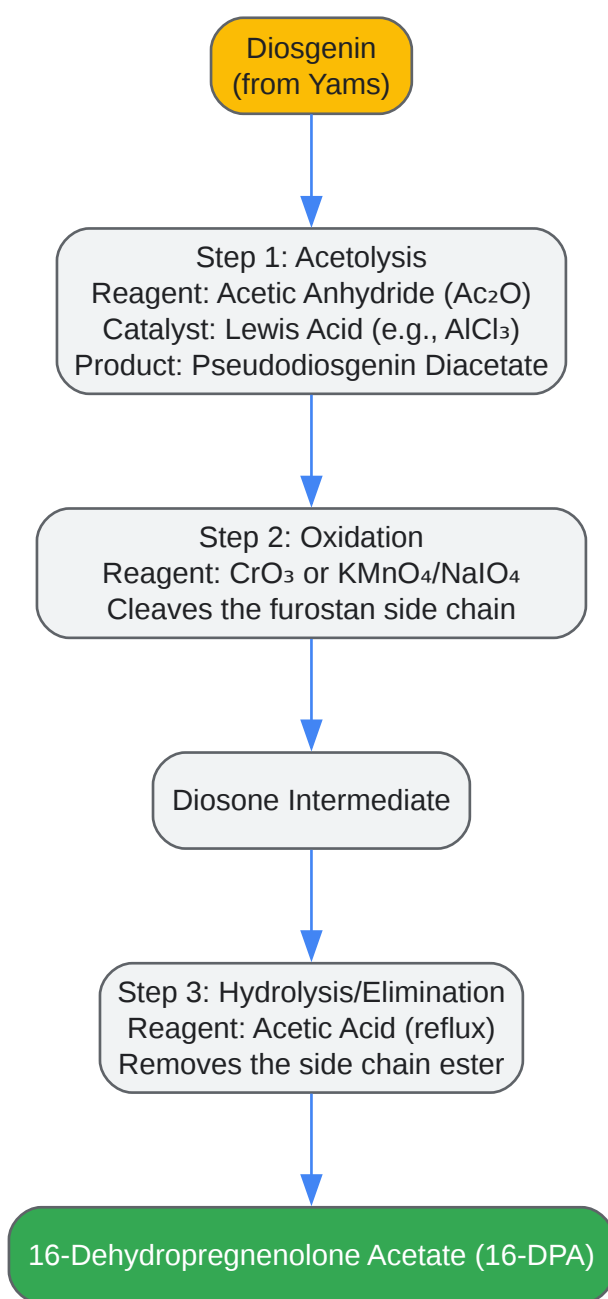 Diosgenin
(from Yams)
Step 1: Acetolysis
Reagent: Acetic Anhydride (Ac₂O)
Catalyst: Lewis Acid (e.g., AlCl₃)
Product: Pseudodiosgenin Diacetate
Step 2: Oxidation
Reagent: CrO₃ or KMnO₄/NaIO₄
Cleaves the furostan side chain
Diosone Intermediate
Step 3: Hydrolysis/Elimination
Reagent: Acetic Acid (reflux)
Removes the side chain ester
16-Dehydropregnenolone Acetate (16-DPA)